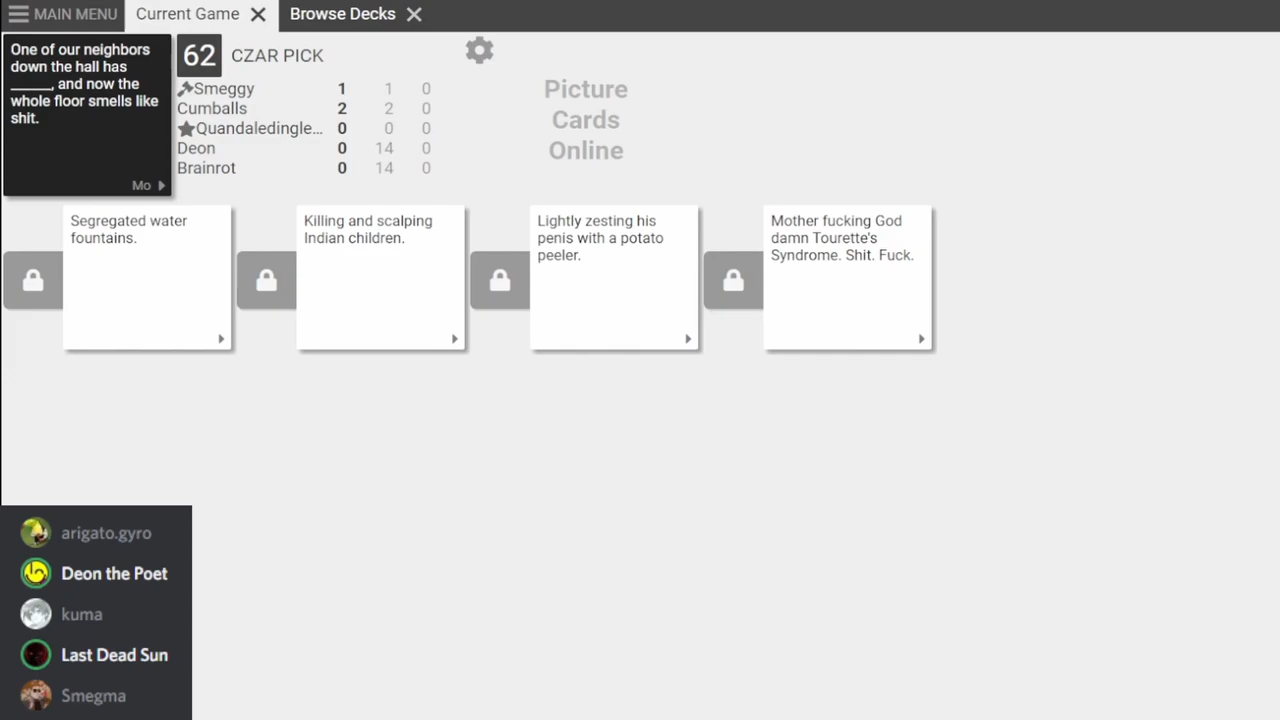 MAIN MENU
Current Game
Browse Decks
One of our neighbors
down the hall has
_____, and now the
whole floor smells like
shit.
Mo
62 CZAR PICK
Smeggy 1 1 0
Cumballs 2 2 0
Quandaledingle... 0 0 0
Deon 0 14 0
Brainrot 0 14 0
Picture
Cards
Online
Segregated water
fountains.
Killing and scalping
Indian children.
Lightly zesting his
penis with a potato
peeler.
Mother fucking God
damn Tourette's
Syndrome. Shit. Fuck.
arigato.gyro
Deon the Poet
kuma
Last Dead Sun
Smegma